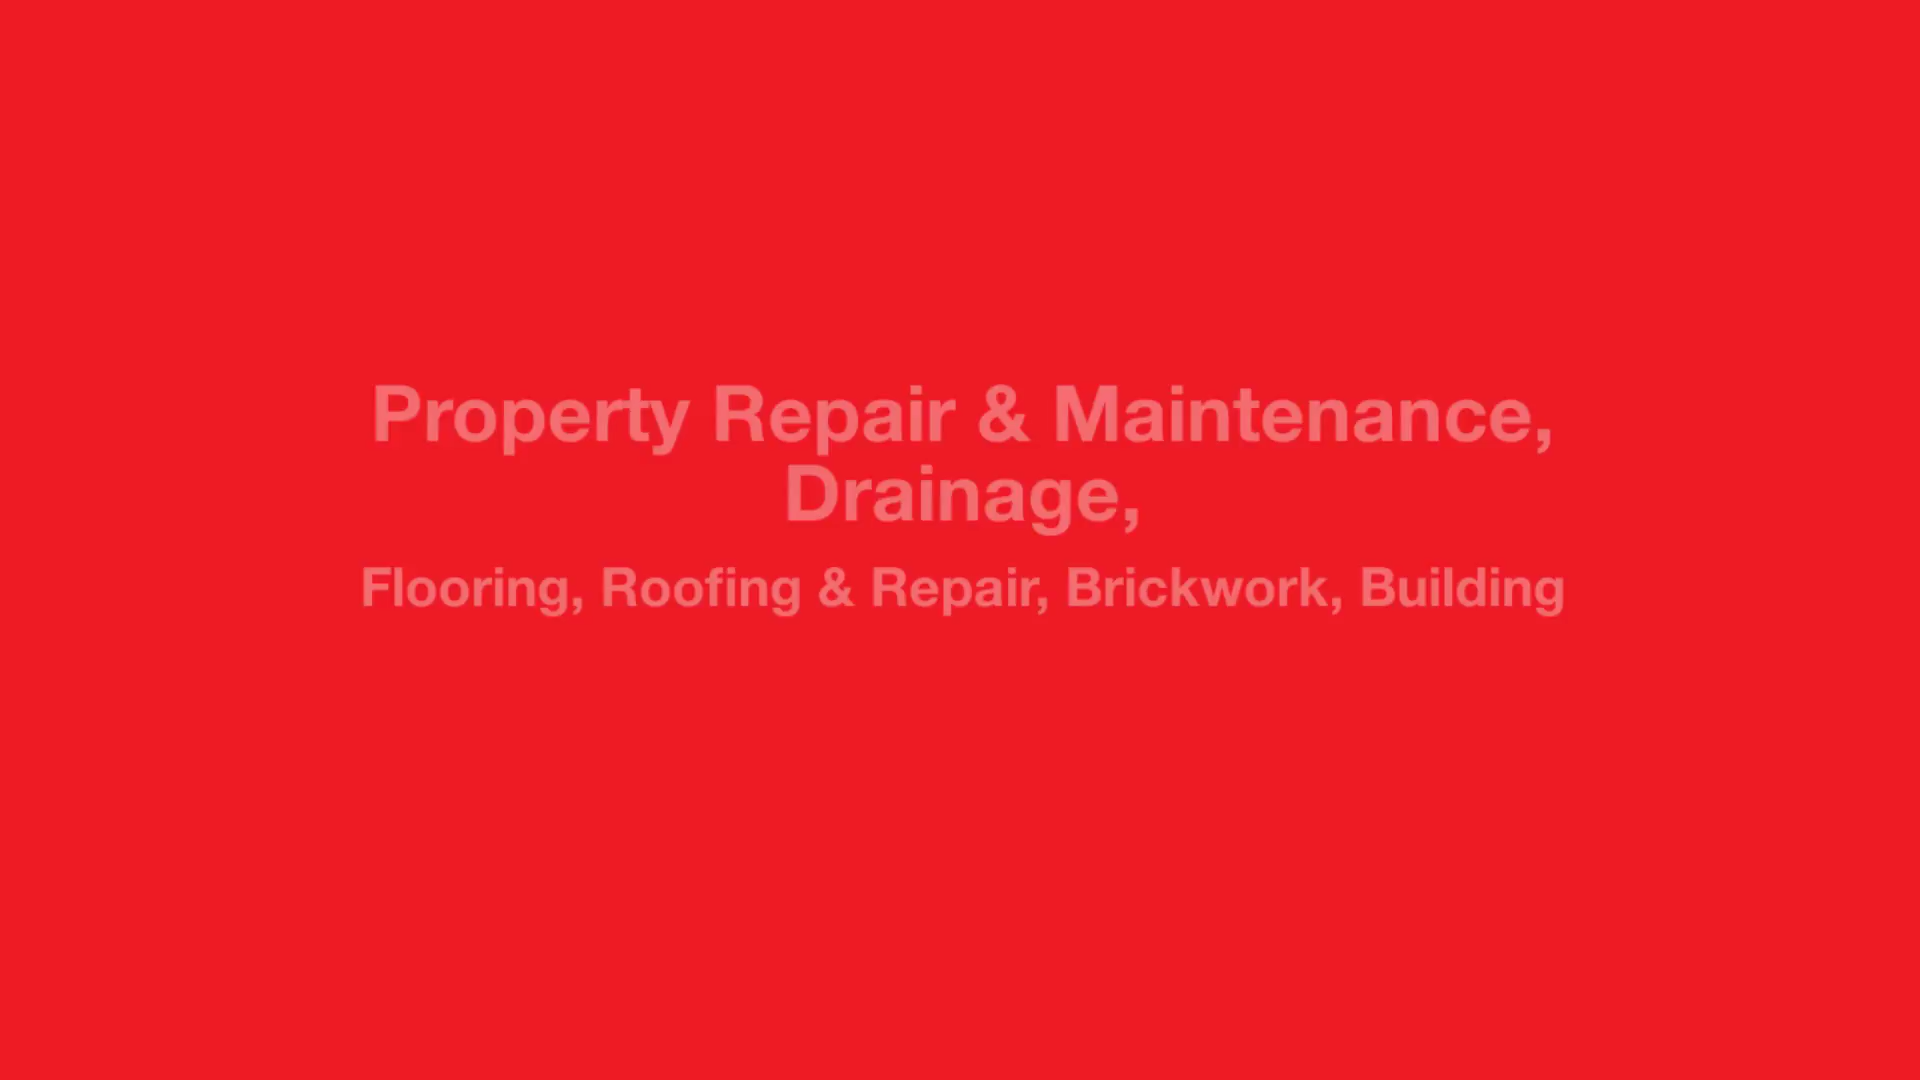 Property Repair & Maintenance,
Drainage,
Flooring, Roofing & Repair, Brickwork, Building